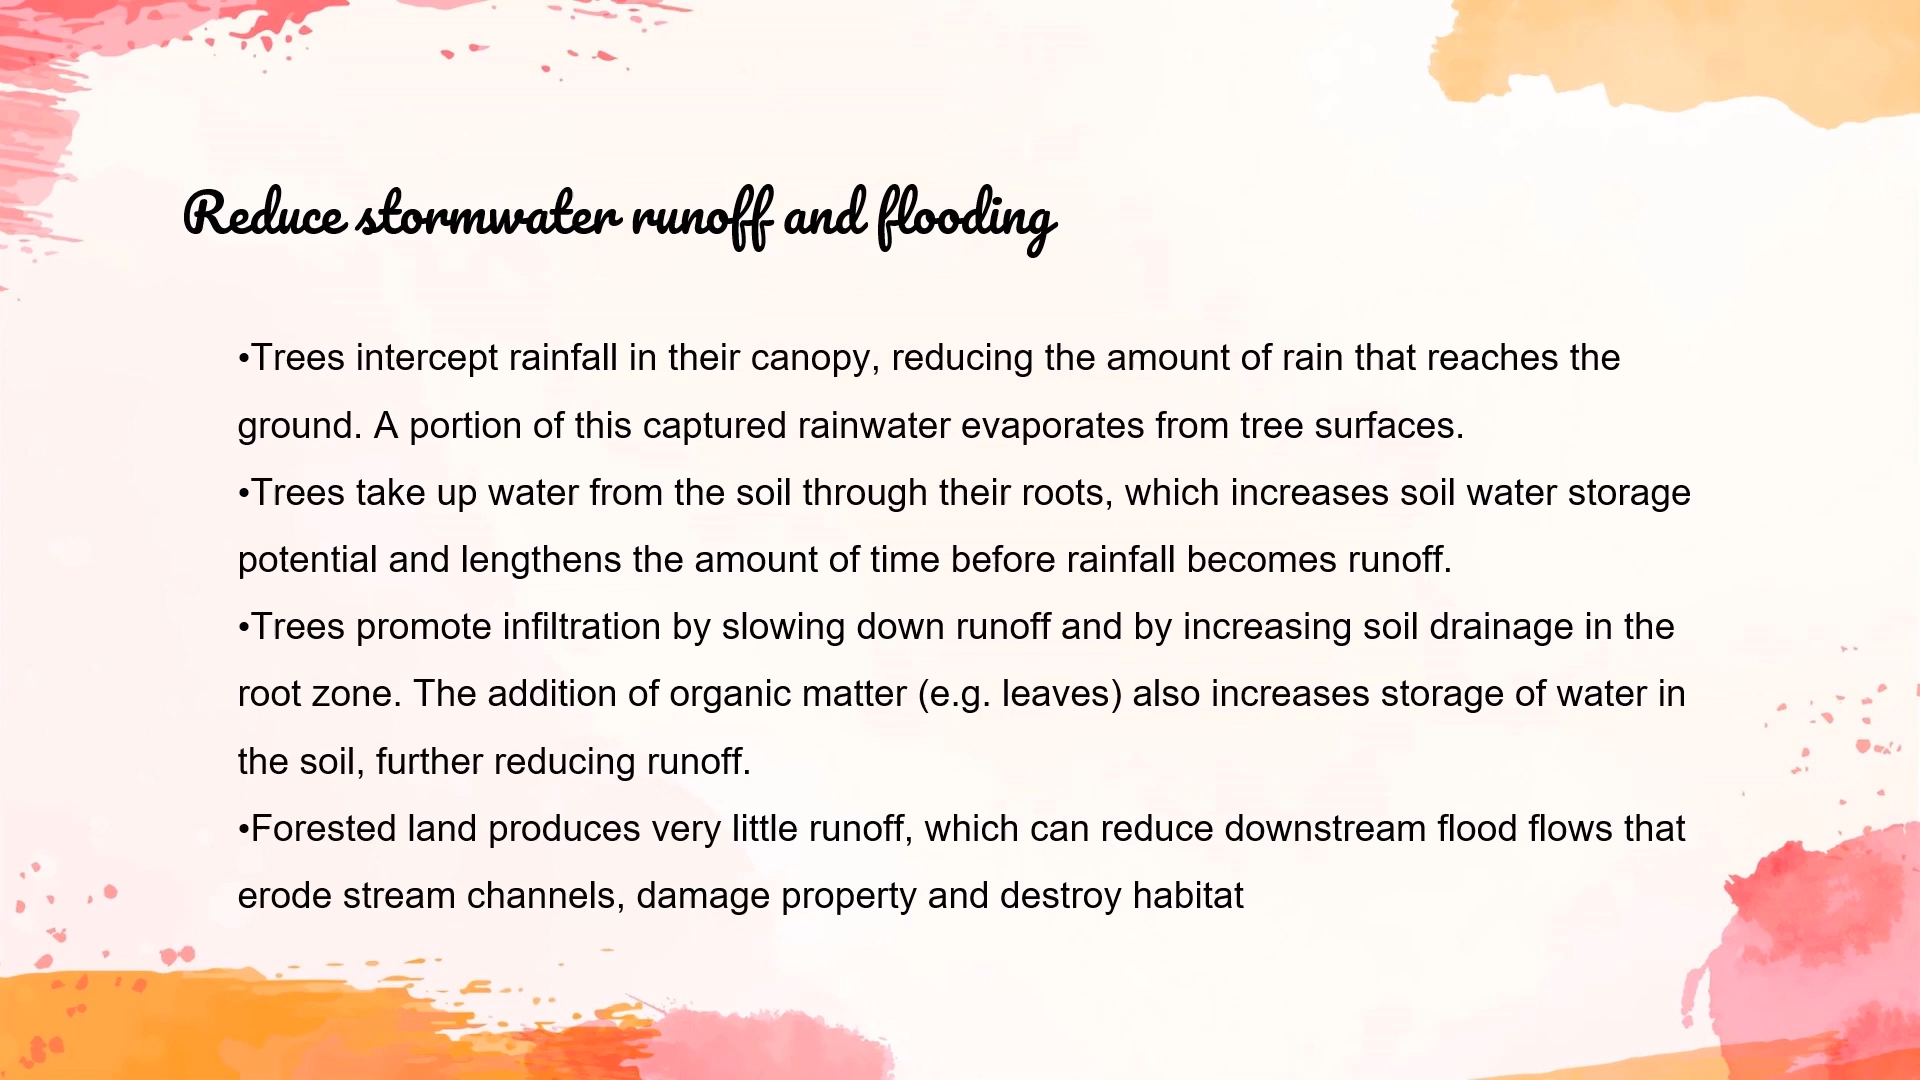 Reduce stormwater runoff and flooding
•Trees intercept rainfall in their canopy, reducing the amount of rain that reaches the
ground. A portion of this captured rainwater evaporates from tree surfaces.
•Trees take up water from the soil through their roots, which increases soil water storage
potential and lengthens the amount of time before rainfall becomes runoff.
•Trees promote infiltration by slowing down runoff and by increasing soil drainage in the
root zone. The addition of organic matter (e.g. leaves) also increases storage of water in
the soil, further reducing runoff.
•Forested land produces very little runoff, which can reduce downstream flood flows that
erode stream channels, damage property and destroy habitat